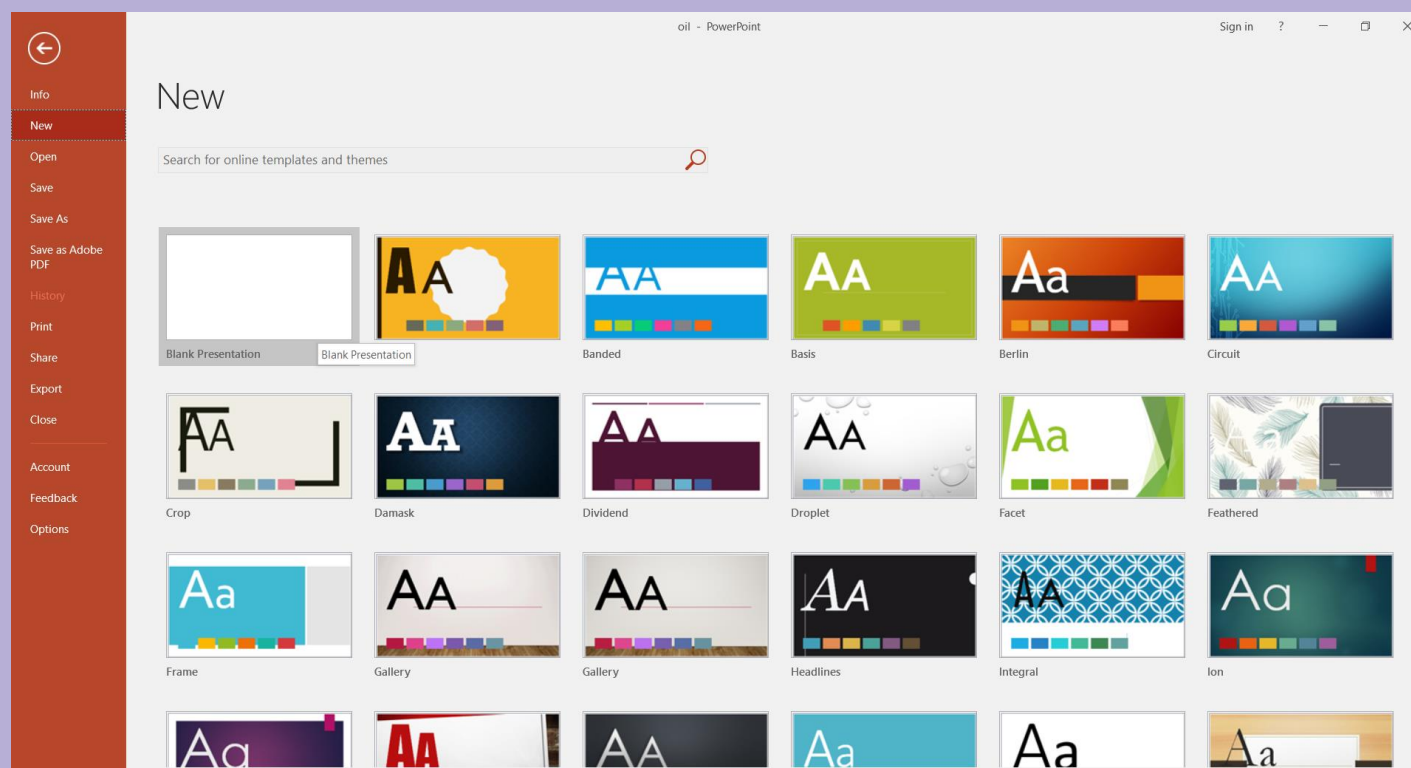 oil - PowerPoint
Sign in ?
Info
New
Open
Save
Save As
Save as Adobe
PDF
History
Print
Share
Export
Close
Account
Feedback
Options
New
Search for online templates and themes
AA
AA
AA
Aa
AA
Blank Presentation
Blank Presentation
Banded
Basis
Berlin
Circuit
AA
AA
AA
AA
Aa
Aa
Crop
Damask
Dividend
Droplet
Facet
Feathered
Aa
AA
AA
AA
AA
Aa
Frame
Gallery
Gallery
Headlines
Integral
Ion
Aa
AA
AA
Aa
Aa
Aa